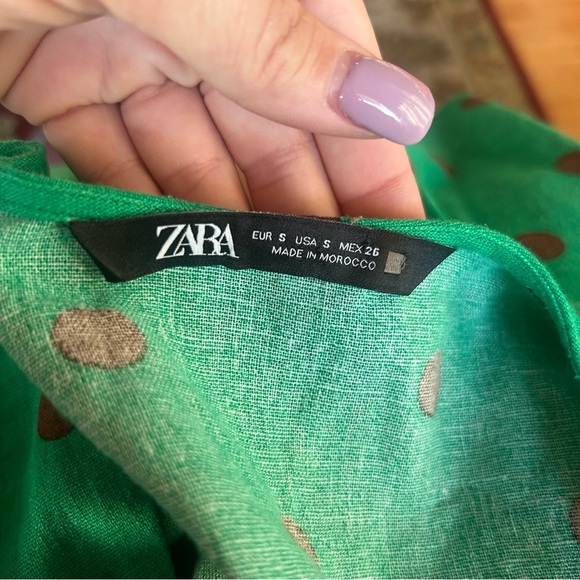 ZARA
EUR S USA S MEX 26
MADE IN MOROCCO